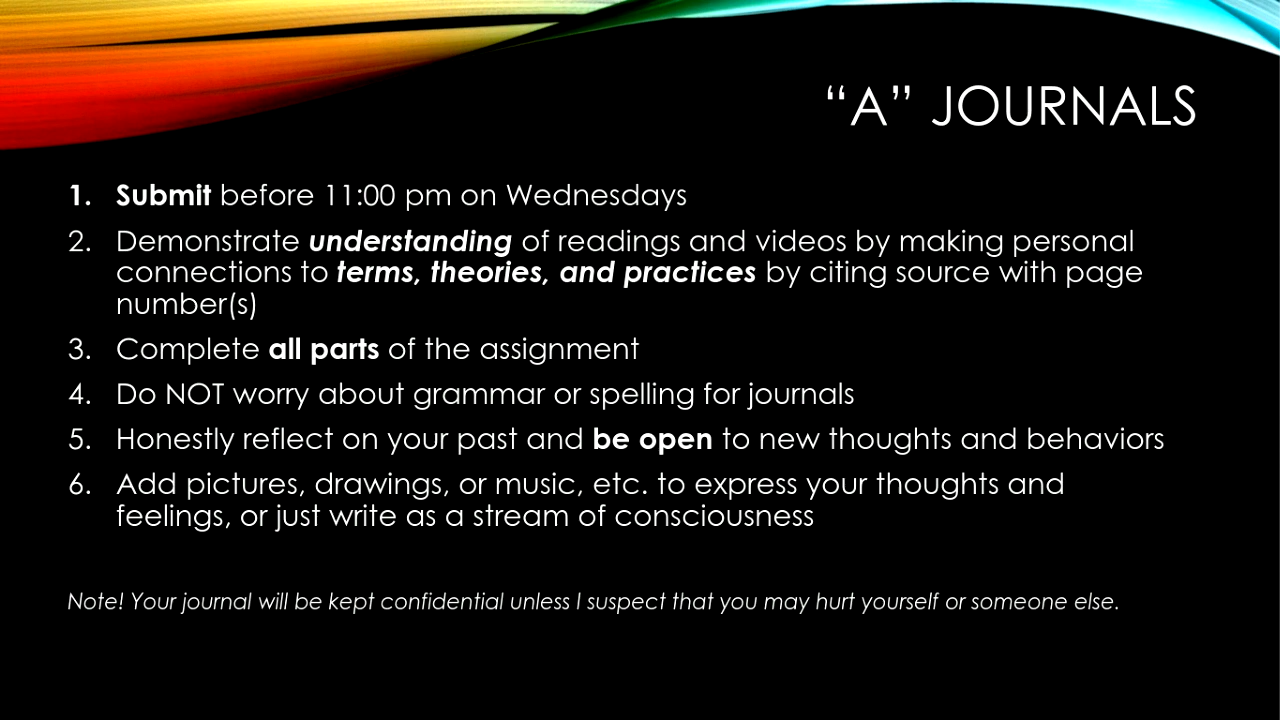 “A” JOURNALS
1. Submit before 11:00 pm on Wednesdays
2. Demonstrate understanding of readings and videos by making personal
connections to terms, theories, and practices by citing source with page
number(s)
3. Complete all parts of the assignment
4. Do NOT worry about grammar or spelling for journals
5. Honestly reflect on your past and be open to new thoughts and behaviors
6. Add pictures, drawings, or music, etc. to express your thoughts and
feelings, or just write as a stream of consciousness
Note! Your journal will be kept confidential unless I suspect that you may hurt yourself or someone else.